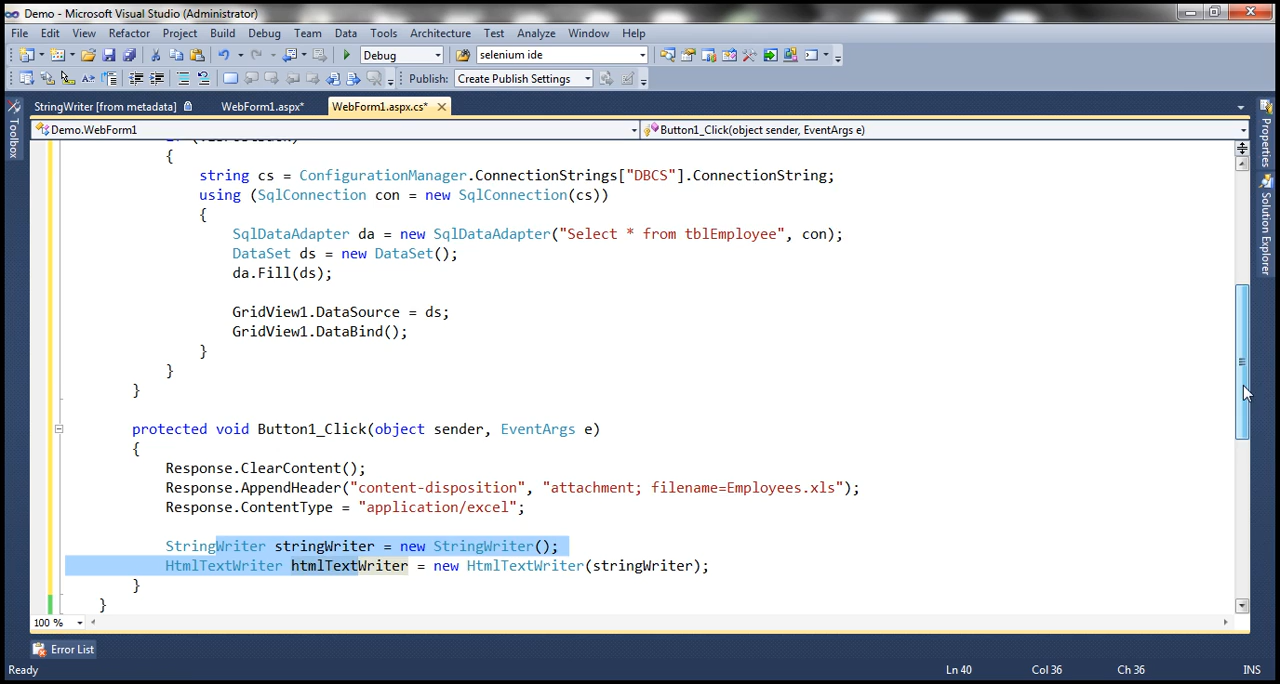 Demo - Microsoft Visual Studio (Administrator)
File Edit View Refactor Project Build Debug Team Data Tools Architecture Test Analyze Window Help
Debug selenium ide
Publish: Create Publish Settings
StringWriter [from metadata] WebForm1.aspx* WebForm1.aspx.cs*
Demo.WebForm1 Button1_Click(object sender, EventArgs e)
Toolbox
Properties
Solution Explorer
{
string cs = ConfigurationManager.ConnectionStrings["DBCS"].ConnectionString;
using (SqlConnection con = new SqlConnection(cs))
{
SqlDataAdapter da = new SqlDataAdapter("Select * from tblEmployee", con);
DataSet ds = new DataSet();
da.Fill(ds);
GridView1.DataSource = ds;
GridView1.DataBind();
}
}
}
protected void Button1_Click(object sender, EventArgs e)
{
Response.ClearContent();
Response.AppendHeader("content-disposition", "attachment; filename=Employees.xls");
Response.ContentType = "application/excel";
StringWriter stringWriter = new StringWriter();
HtmlTextWriter htmlTextWriter = new HtmlTextWriter(stringWriter);
}
}
100 %
Error List
Ready Ln 40 Col 36 Ch 36 INS